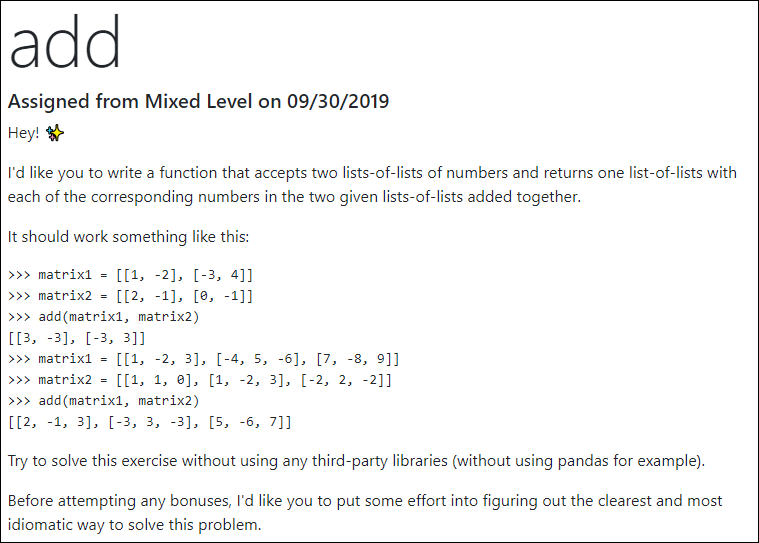 add
Assigned from Mixed Level on 09/30/2019
Hey! ✨
I'd like you to write a function that accepts two lists-of-lists of numbers and returns one list-of-lists with
each of the corresponding numbers in the two given lists-of-lists added together.
It should work something like this:
>>> matrix1 = [[1, -2], [-3, 4]]
>>> matrix2 = [[2, -1], [0, -1]]
>>> add(matrix1, matrix2)
[[3, -3], [-3, 3]]
>>> matrix1 = [[1, -2, 3], [-4, 5, -6], [7, -8, 9]]
>>> matrix2 = [[1, 1, 0], [1, -2, 3], [-2, 2, -2]]
>>> add(matrix1, matrix2)
[[2, -1, 3], [-3, 3, -3], [5, -6, 7]]
Try to solve this exercise without using any third-party libraries (without using pandas for example).
Before attempting any bonuses, I'd like you to put some effort into figuring out the clearest and most
idiomatic way to solve this problem.